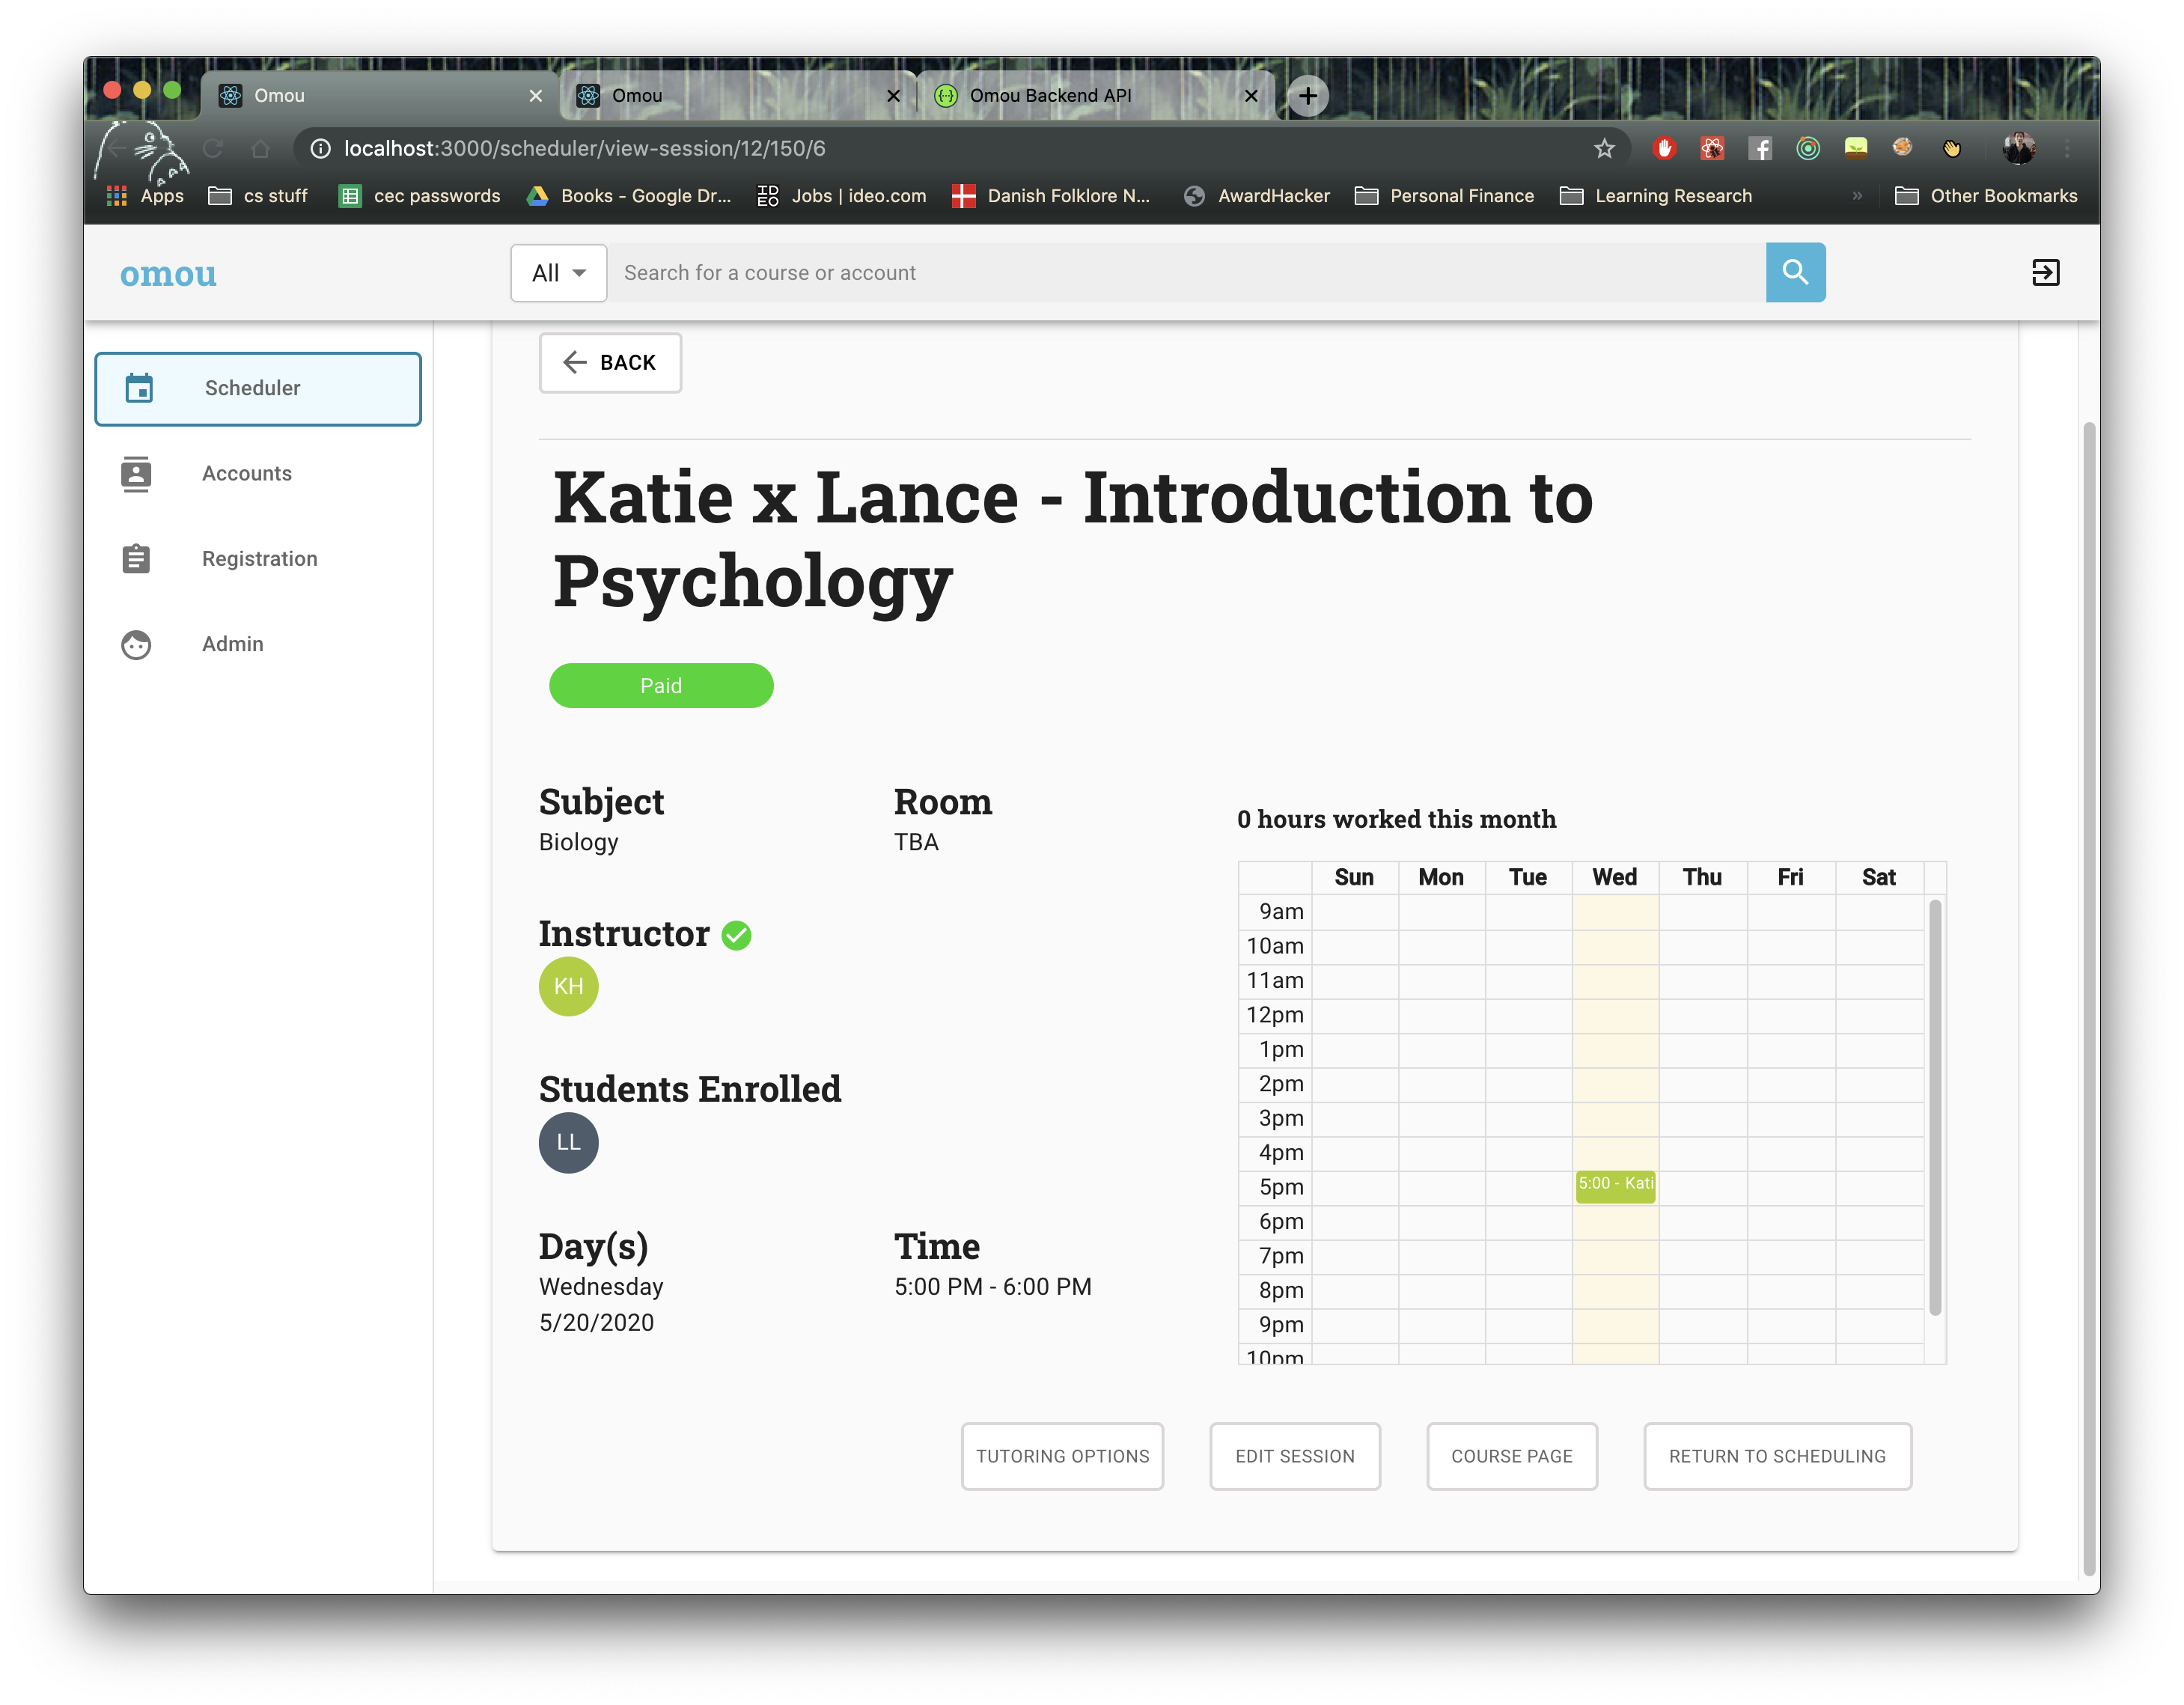 Omou
Omou
Omou Backend API
localhost:3000/scheduler/view-session/12/150/6
Apps
cs stuff
cec passwords
Books - Google Dr...
IDEO
Jobs | ideo.com
Danish Folklore N...
AwardHacker
Personal Finance
Learning Research
»
Other Bookmarks
omou
All
Search for a course or account
Scheduler
Accounts
Registration
Admin
BACK
Katie x Lance - Introduction to
Psychology
Paid
Subject
Biology
Room
TBA
Instructor
KH
Students Enrolled
LL
Day(s)
Wednesday
5/20/2020
Time
5:00 PM - 6:00 PM
0 hours worked this month
Sun Mon Tue Wed Thu Fri Sat
9am
10am
11am
12pm
1pm
2pm
3pm
4pm
5pm
5:00 - Kati
6pm
7pm
8pm
9pm
10pm
TUTORING OPTIONS
EDIT SESSION
COURSE PAGE
RETURN TO SCHEDULING